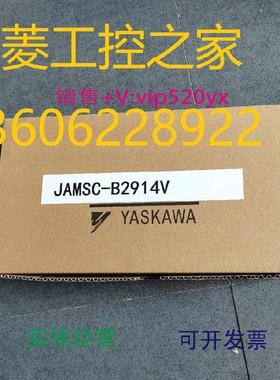 菱工控之家
销售+V:vip520yx
3606228922
JAMSC-B2914V
YASKAWA
实体经营
可开发票